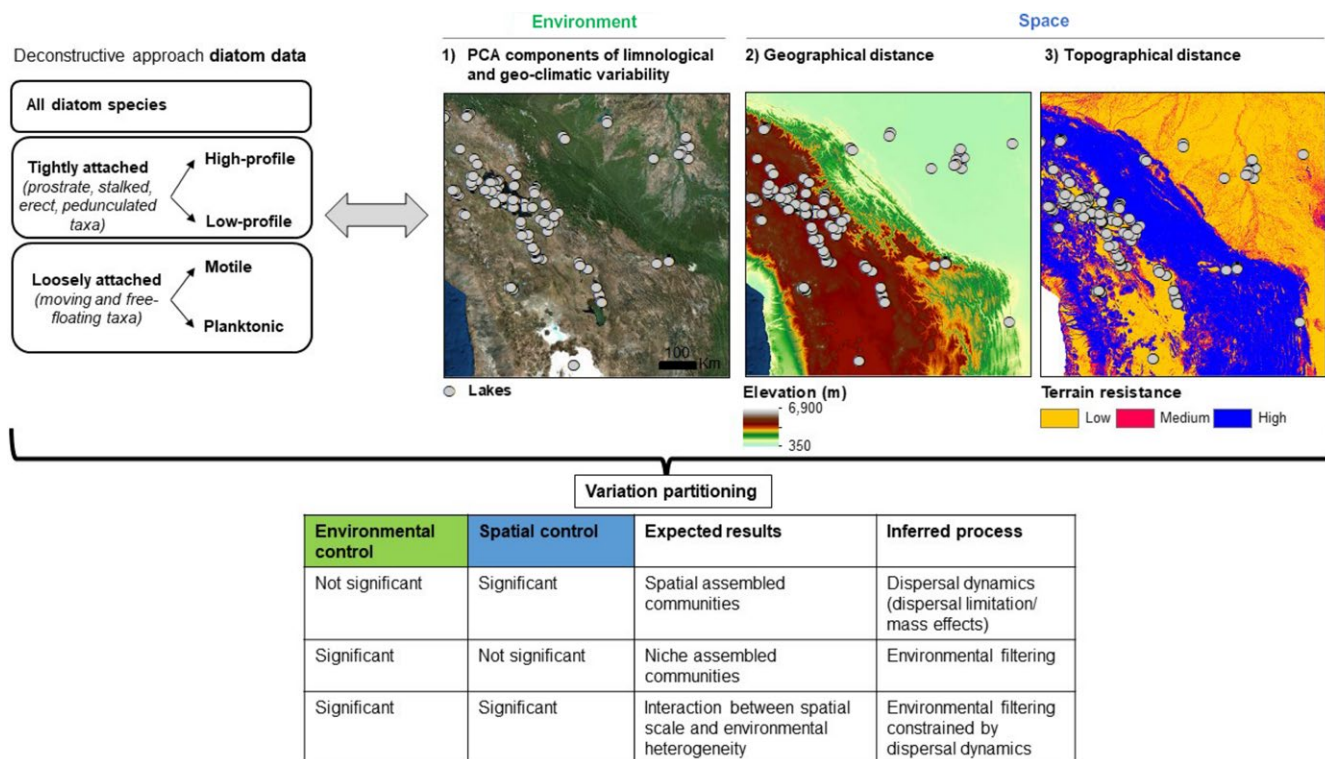 Environment
Space
Deconstructive approach diatom data
1) PCA components of limnological
and geo-climatic variability
2) Geographical distance
3) Topographical distance
All diatom species
Tightly attached
(prostrate, stalked,
erect, pedunculated
taxa)
High-profile
Low-profile
Loosely attached
(moving and free-
floating taxa)
Motile
Planktonic
100
Km
Lakes
Elevation (m)
6,900
350
Terrain resistance
Low
Medium
High
Variation partitioning
Environmental
control
Spatial control
Expected results
Inferred process
Not significant
Significant
Spatial assembled
communities
Dispersal dynamics
(dispersal limitation/
mass effects)
Significant
Not significant
Niche assembled
communities
Environmental filtering
Significant
Significant
Interaction between spatial
scale and environmental
heterogeneity
Environmental filtering
constrained by
dispersal dynamics